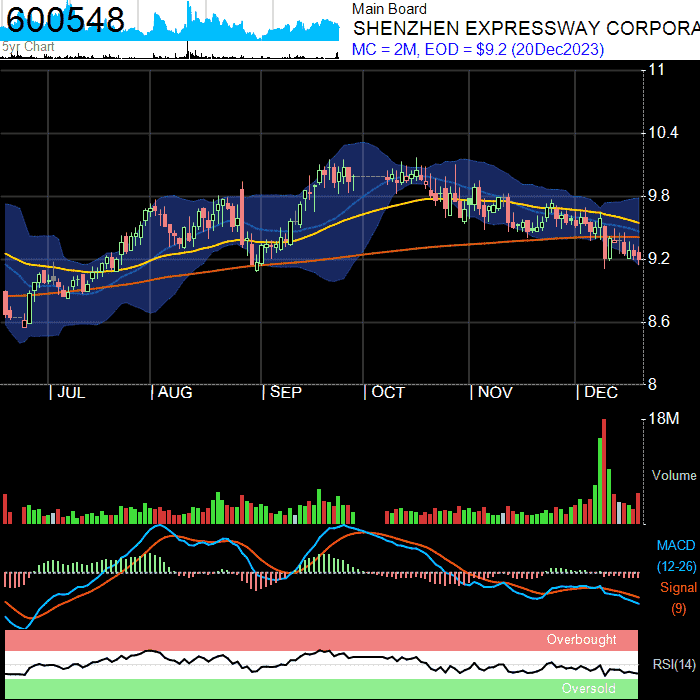 600548
5yr Chart
Main Board
SHENZHEN EXPRESSWAY CORPORA
MC = 2M, EOD = $9.2 (20Dec2023)
11
10.4
9.8
9.2
8.6
8
| JUL | AUG | SEP | OCT | NOV | DEC
18M
Volume
MACD
(12-26)
Signal
(9)
Overbought
RSI(14)
Oversold